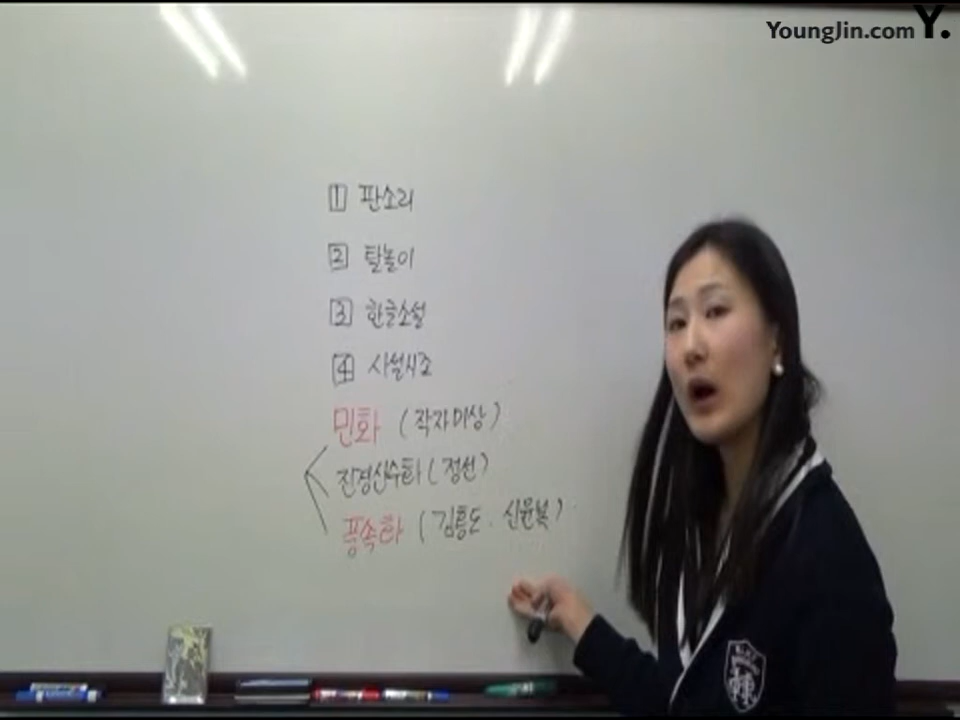 YoungJin.com Y.
1 판소리
2 탈놀이
3 한글소설
4 사설시조
민화 (작자미상)
진경산수화 (정선)
풍속화 (김홍도. 신윤복)